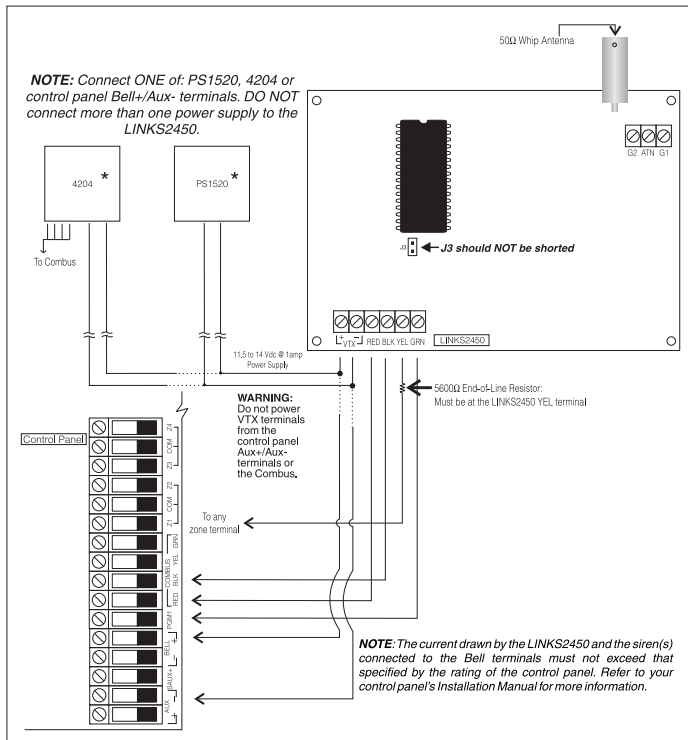 50Ω Whip Antenna
NOTE: Connect ONE of: PS1520, 4204 or
control panel Bell+/Aux- terminals. DO NOT
connect more than one power supply to the
LINKS2450.
G2 ATN G1
4204 *
PS1520 *
J3
J3 should NOT be shorted
To Combus
+ -
VTX RED BLK YEL GRN
LINKS2450
11.5 to 14 Vdc @ 1amp
Power Supply
5600Ω End-of-Line Resistor:
Must be at the LINKS2450 YEL terminal
WARNING:
Do not power
VTX terminals
from the
control panel
Aux+/Aux-
terminals or
the Combus.
Control Panel
Z4
COM
Z3
Z2
COM
Z1
To any
zone terminal
GRN
YEL
COMBUS
BLK
RED
PGM1
+
BELL
-
SAUX+
-
AUX
+
NOTE: The current drawn by the LINKS2450 and the siren(s)
connected to the Bell terminals must not exceed that
specified by the rating of the control panel. Refer to your
control panel's Installation Manual for more information.